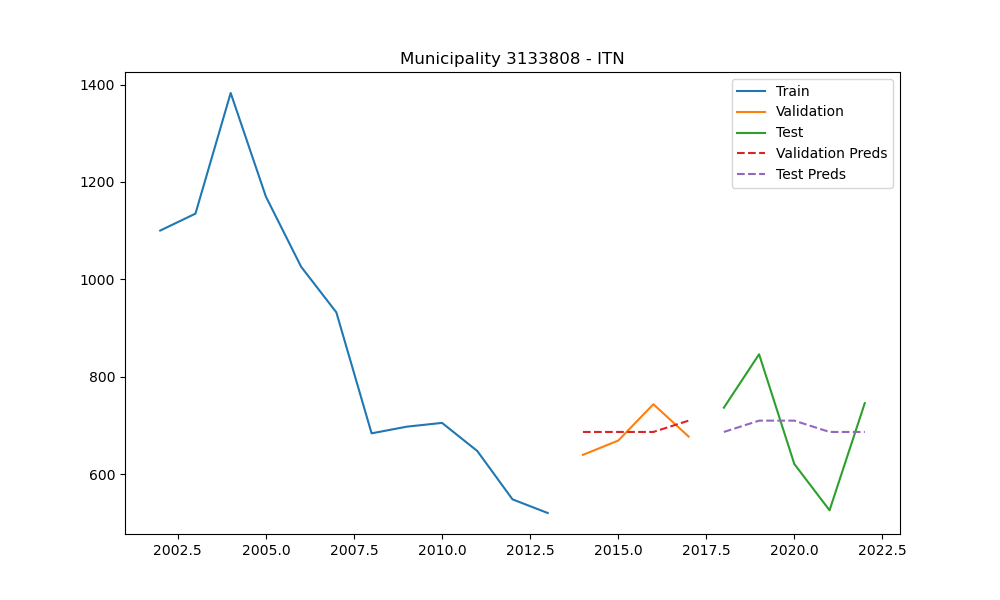 Municipality 3133808 - ITN
1400
1200
1000
800
600
Train
Validation
Test
Validation Preds
Test Preds
2002.5 2005.0 2007.5 2010.0 2012.5 2015.0 2017.5 2020.0 2022.5